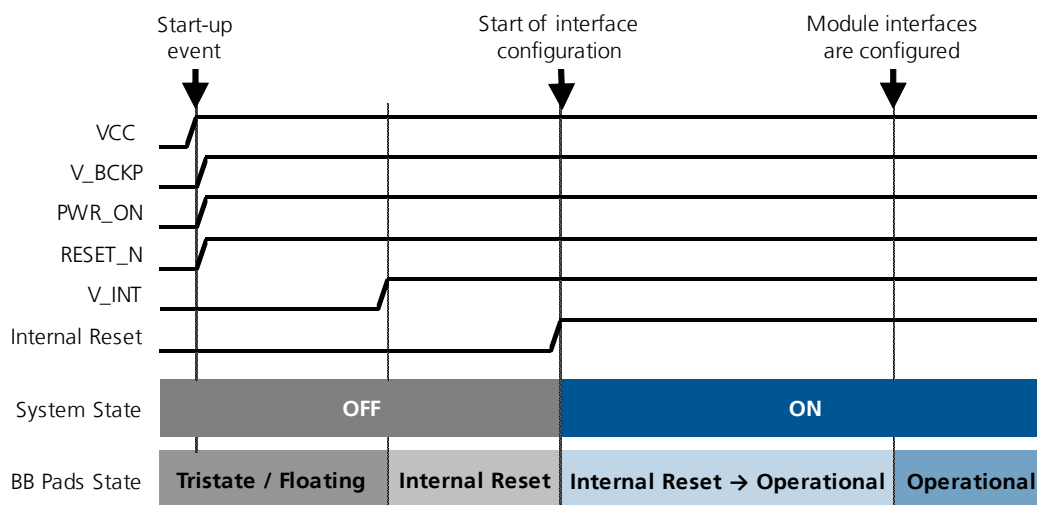 Start-up
event
Start of interface
configuration
Module interfaces
are configured
VCC
V_BCKP
PWR_ON
RESET_N
V_INT
Internal Reset
System State
OFF
ON
BB Pads State
Tristate / Floating
Internal Reset
Internal Reset → Operational
Operational